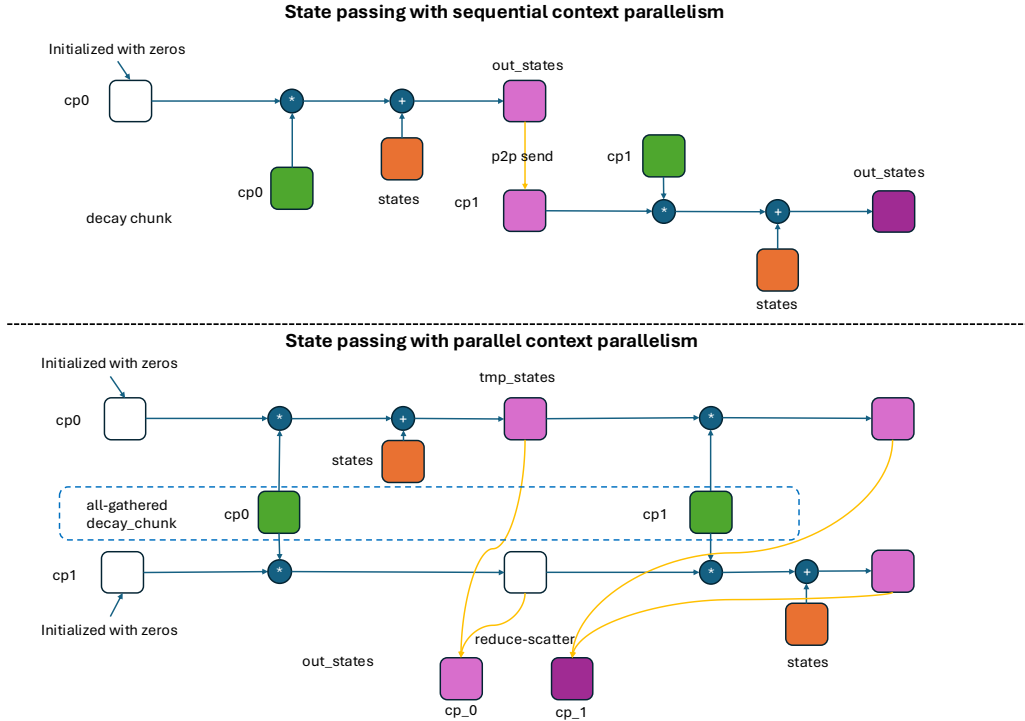 State passing with sequential context parallelism
Initialized with zeros
out_states
cp0
*
+
p2p send
cp1
out_states
cp0
states
cp1
decay chunk
*
+
states
State passing with parallel context parallelism
Initialized with zeros
tmp_states
cp0
*
+
*
states
all-gathered
decay_chunk
cp0
cp1
cp1
*
*
+
Initialized with zeros
reduce-scatter
out_states
states
cp_0
cp_1